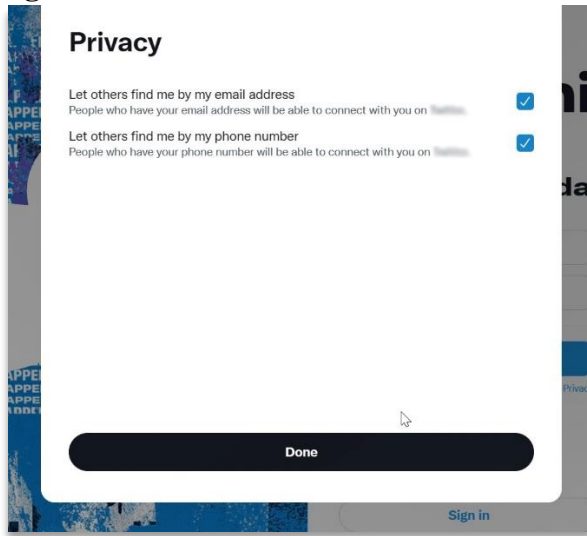 Privacy
Let others find me by my email address
People who have your email address will be able to connect with you on
Let others find me by my phone number
People who have your phone number will be able to connect with you on
Done
Sign in